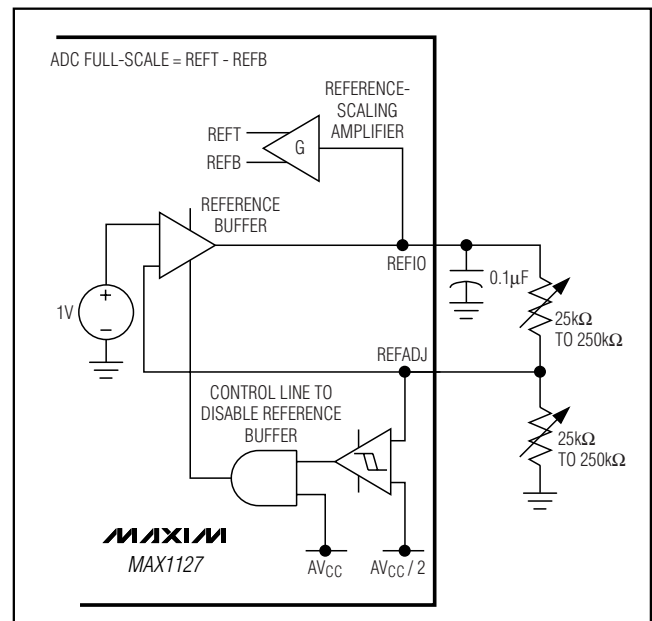 ADC FULL-SCALE = REFT - REFB
REFERENCE-
SCALING
AMPLIFIER
REFT
REFB
G
REFERENCE
BUFFER
REFIO
0.1µF
25kΩ
TO 250kΩ
1V
+
−
REFADJ
CONTROL LINE TO
DISABLE REFERENCE
BUFFER
25kΩ
TO 250kΩ
MAXIM
MAX1127
AVCC
AVCC / 2